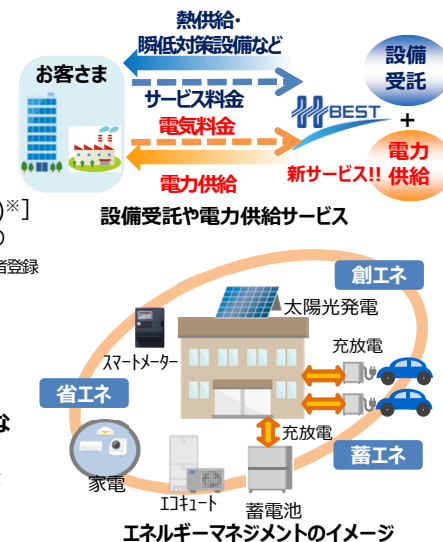 熱供給・
瞬低対策設備など
お客さま
設備
受託
サービス料金
BEST
+
電気料金
電力
供給
新サービス!!
電力供給
)※］
設備受託や電力供給サービス
の
者登録
創エネ
太陽光発電
スマートメーター
充放電
省エネ
な
充放電
蓄エネ
家電
エコキュート
蓄電池
エネルギーマネジメントのイメージ